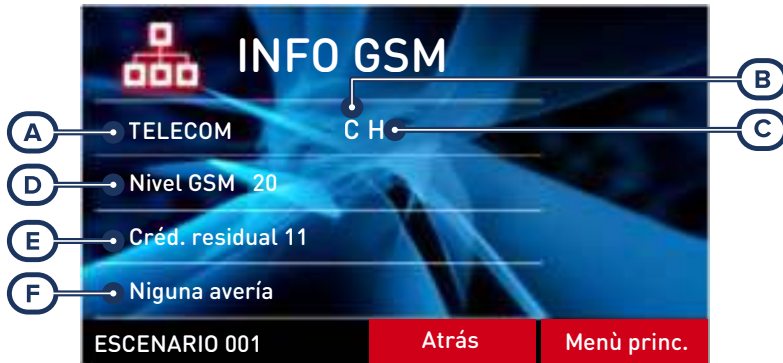 INFO GSM
B
A TELECOM C H C
D Nivel GSM 20
E Créd. residual 11
F Niguna avería
ESCENARIO 001 Atrás Menù princ.